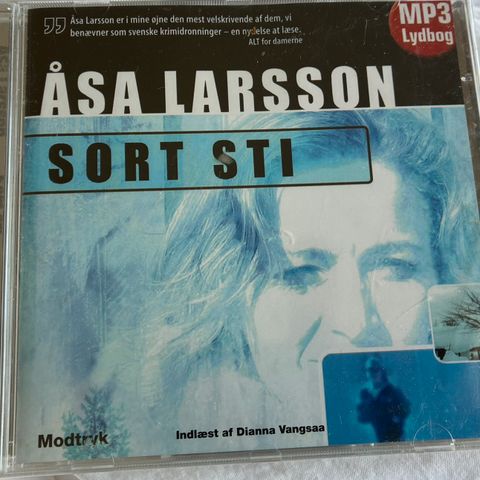 Åsa Larsson er i mine øjne den mest velskrivende af dem, vi
benævner som svenske krimidronninger – en nydelse at læse.
ALT for damerne
MP3
Lydbog
ÅSA LARSSON
SORT STI
Modtryk
Indlæst af Dianna Vangsaa